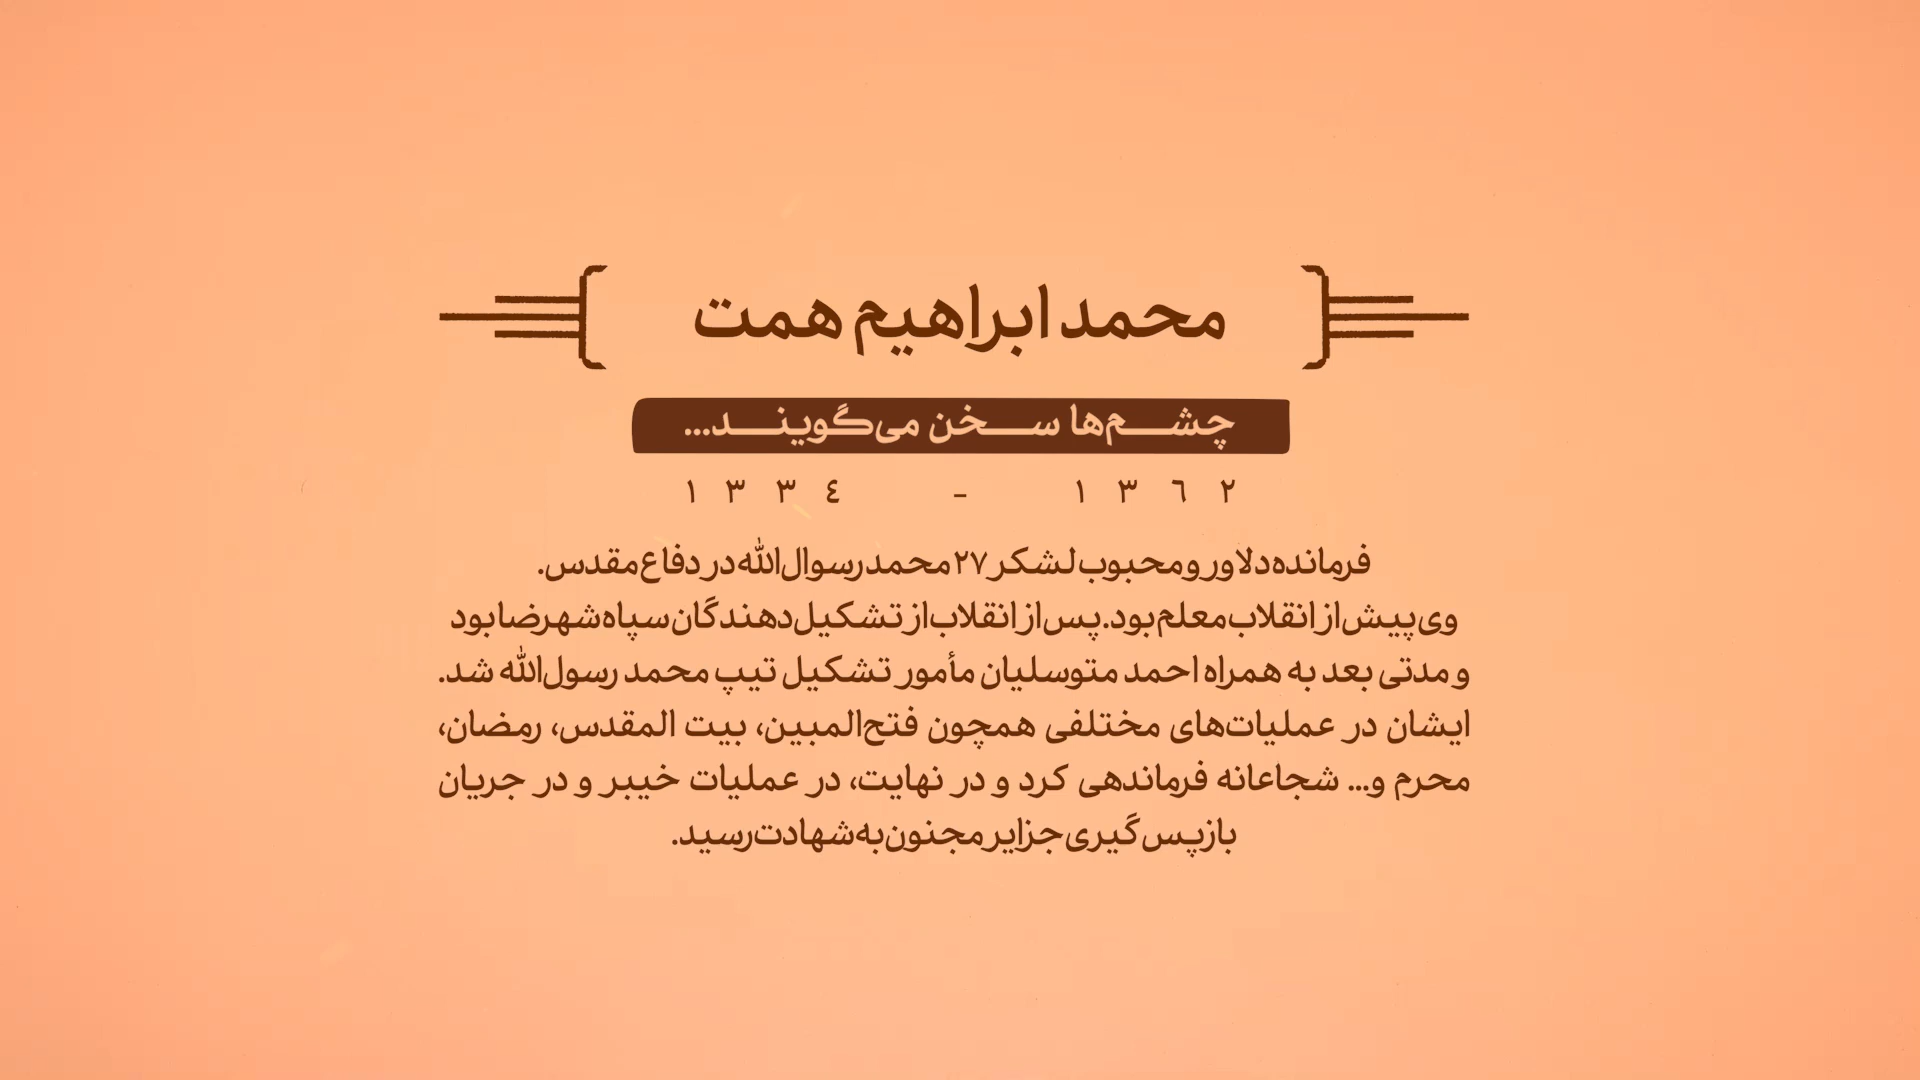 محمد ابراهیم همت
چشم‌ها سخن می‌گویند...
۱۳۳٤ - ۱۳٦۲
فرمانده دلاور و محبوب لشکر ۲۷ محمد رسوال‌الله در دفاع مقدس.
وی پیش از انقلاب معلم بود. پس از انقلاب از تشکیل‌دهندگان سپاه شهرضا بود
و مدتی بعد به همراه احمد متوسلیان مأمور تشکیل تیپ محمد رسول‌الله شد.
ایشان در عملیات‌های مختلفی همچون فتح‌المبین، بیت المقدس، رمضان،
محرم و... شجاعانه فرماندهی کرد و در نهایت، در عملیات خیبر و در جریان
بازپس‌گیری جزایر مجنون به شهادت رسید.